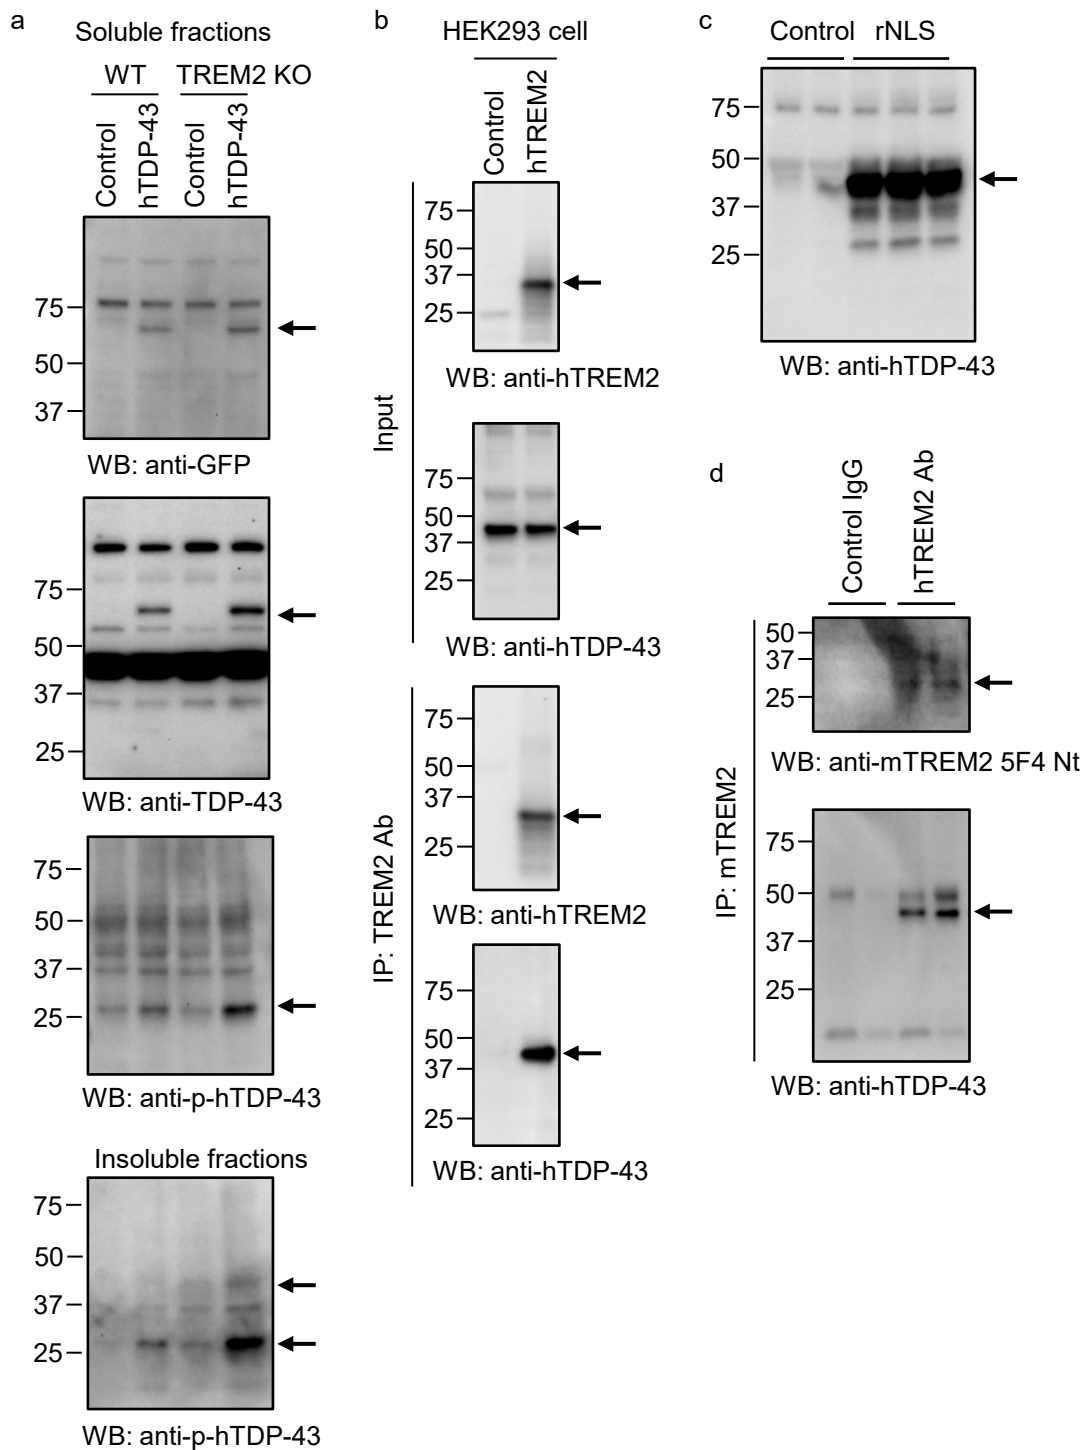 a
Soluble fractions
WT TREM2 KO
Control hTDP-43 Control hTDP-43
75
50
37
WB: anti-GFP
75
50
37
25
WB: anti-TDP-43
75
50
37
25
WB: anti-p-hTDP-43
Insoluble fractions
75
50
37
25
WB: anti-p-hTDP-43
b
HEK293 cell
Control hTREM2
Input
75
50
37
25
WB: anti-hTREM2
75
50
37
25
WB: anti-hTDP-43
IP: TREM2 Ab
75
50
37
25
WB: anti-hTREM2
75
50
37
25
WB: anti-hTDP-43
c
Control rNLS
75
50
37
25
WB: anti-hTDP-43
d
Control IgG hTREM2 Ab
IP: mTREM2
50
37
25
WB: anti-mTREM2 5F4 Nt
75
50
37
25
WB: anti-hTDP-43